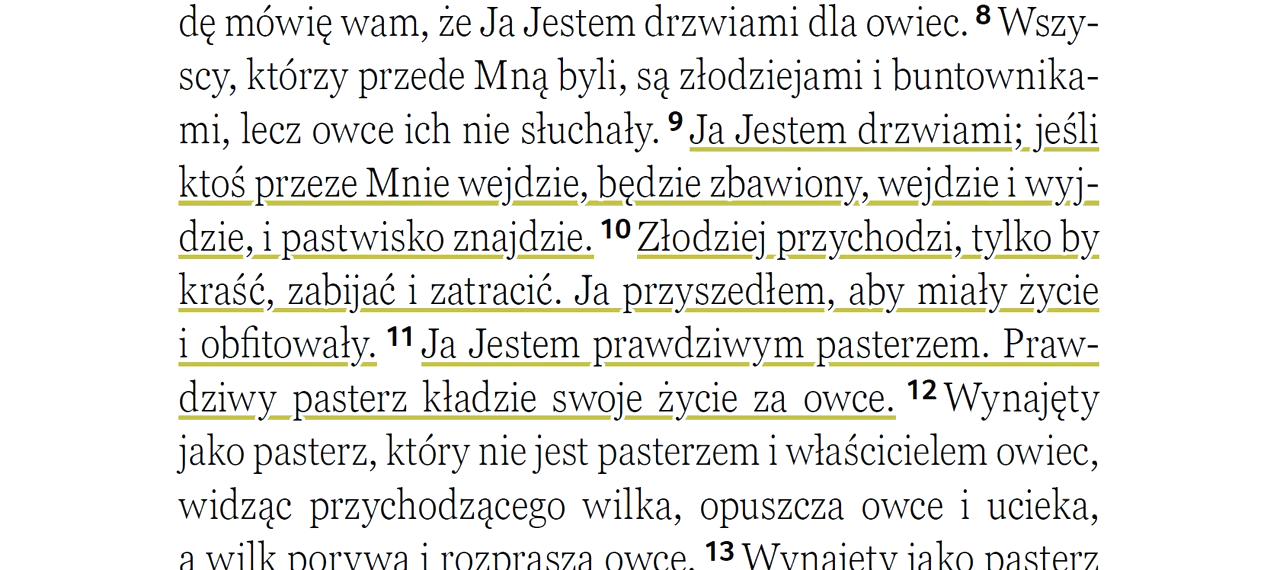 dę mówię wam, że Ja Jestem drzwiami dla owiec. 8 Wszy-
scy, którzy przede Mną byli, są złodziejami i buntownika-
mi, lecz owce ich nie słuchały. 9 Ja Jestem drzwiami; jeśli
ktoś przeze Mnie wejdzie, będzie zbawiony, wejdzie i wyj-
dzie, i pastwisko znajdzie. 10 Złodziej przychodzi, tylko by
kraść, zabijać i zatracić. Ja przyszedłem, aby miały życie
i obfitowały. 11 Ja Jestem prawdziwym pasterzem. Praw-
dziwy pasterz kładzie swoje życie za owce. 12 Wynajęty
jako pasterz, który nie jest pasterzem i właścicielem owiec,
widząc przychodzącego wilka, opuszcza owce i ucieka,
a wilk porywa i rozprasza owce. 13 Wynajęty jako pasterz